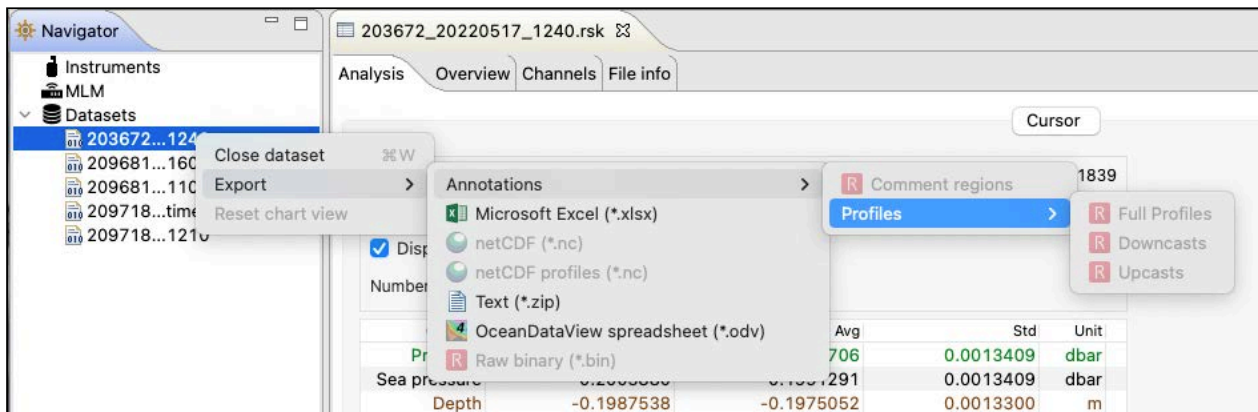 Navigator
203672_20220517_1240.rsk
Instruments
MLM
Datasets
203672...124
209681...160
209681...110
209718...time
209718...1210
Analysis
Overview
Channels
File info
Cursor
1839
Close dataset ⌘W
Export
Reset chart view
Annotations
Microsoft Excel (*.xlsx)
netCDF (*.nc)
netCDF profiles (*.nc)
Text (*.zip)
OceanDataView spreadsheet (*.odv)
Raw binary (*.bin)
Comment regions
Profiles
Full Profiles
Downcasts
Upcasts
Disp
Number
Avg Std Unit
Pr 706 0.0013409 dbar
Sea pressure 291 0.0013409 dbar
Depth -0.1987538 -0.1975052 0.0013300 m